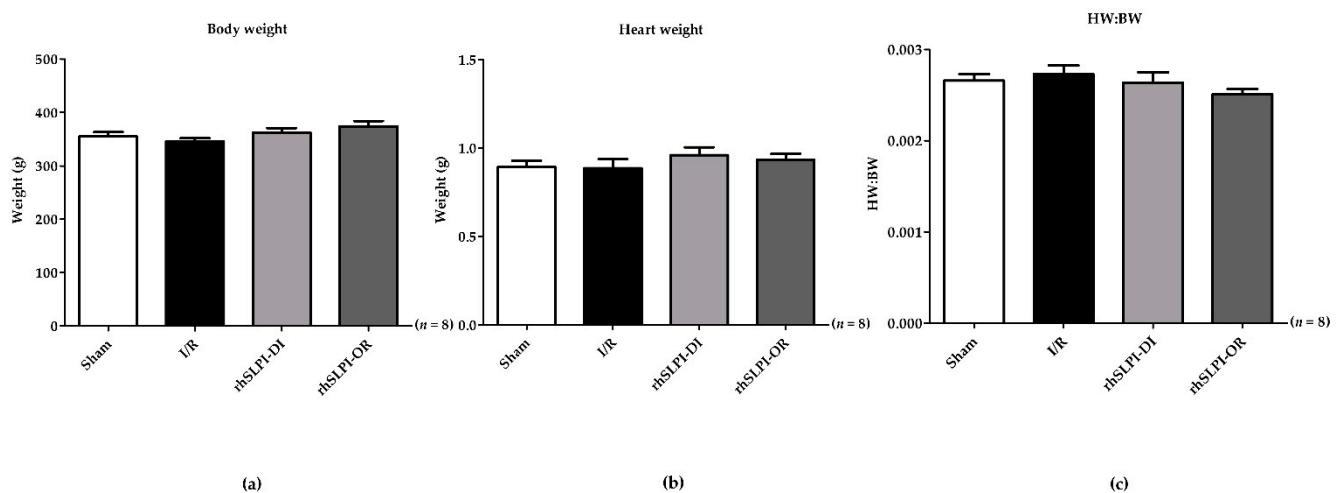 Body weight
500
400
300
200
100
0
Weight (g)
Sham
I/R
rhSLPI-DI
rhSLPI-OR
(n = 8)
(a)
Heart weight
1.5
1.0
0.5
0.0
Weight (g)
Sham
I/R
rhSLPI-DI
rhSLPI-OR
(n = 8)
(b)
HW:BW
0.003
0.002
0.001
0.000
HW:BW
Sham
I/R
rhSLPI-DI
rhSLPI-OR
(n = 8)
(c)